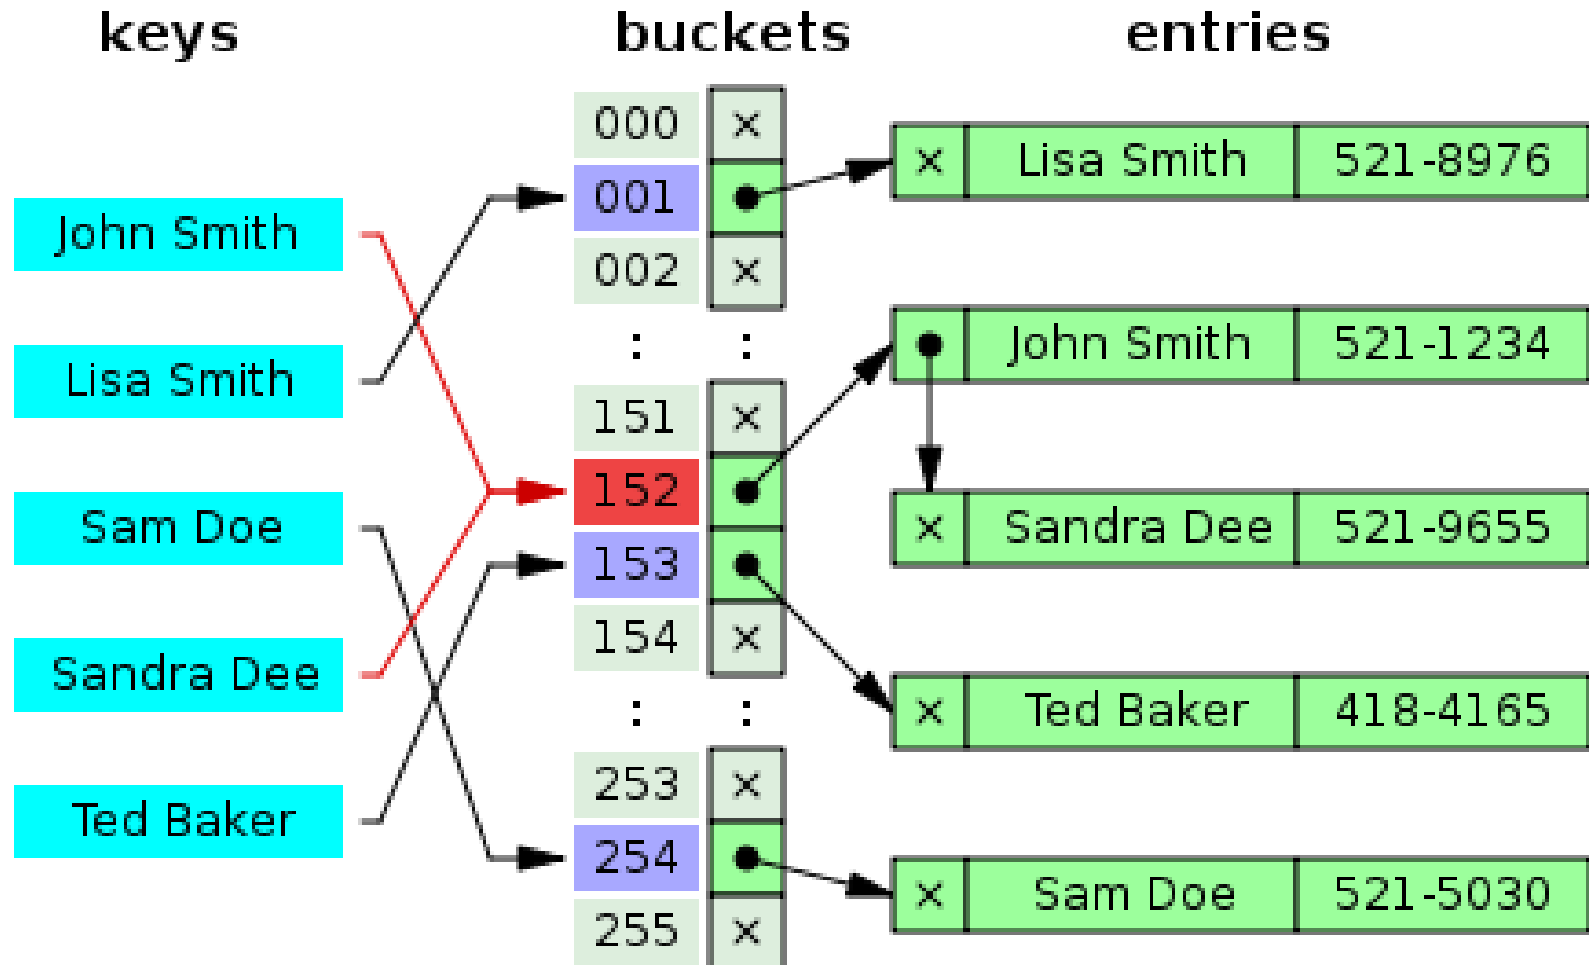 keys
buckets
entries
John Smith
Lisa Smith
Sam Doe
Sandra Dee
Ted Baker
000 ×
001
002 ×
: :
151 ×
152
153
154 ×
: :
253 ×
254
255 ×
× Lisa Smith 521-8976
John Smith 521-1234
× Sandra Dee 521-9655
× Ted Baker 418-4165
× Sam Doe 521-5030